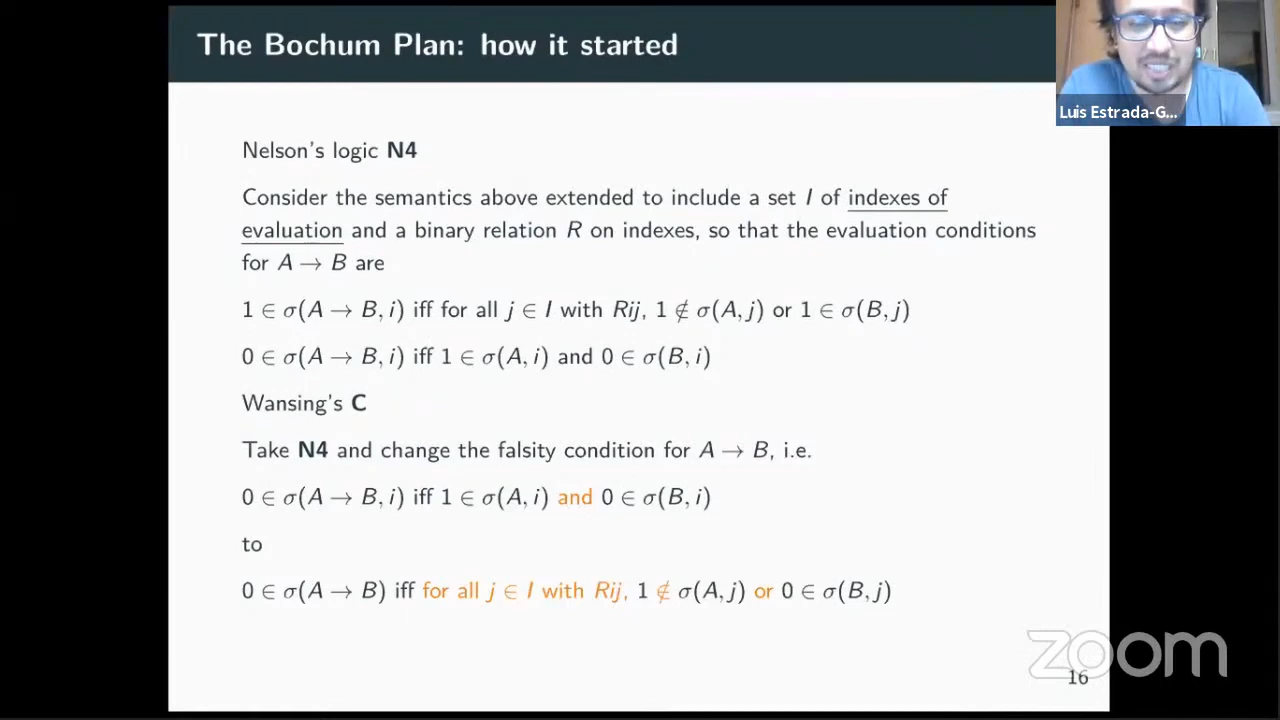 The Bochum Plan: how it started
Luis Estrada-G...
Nelson's logic N4
Consider the semantics above extended to include a set I of indexes of
evaluation and a binary relation R on indexes, so that the evaluation conditions
for A → B are
1 ∈ σ(A → B, i) iff for all j ∈ I with Rij, 1 ∉ σ(A, j) or 1 ∈ σ(B, j)
0 ∈ σ(A → B, i) iff 1 ∈ σ(A, i) and 0 ∈ σ(B, i)
Wansing's C
Take N4 and change the falsity condition for A → B, i.e.
0 ∈ σ(A → B, i) iff 1 ∈ σ(A, i) and 0 ∈ σ(B, i)
to
0 ∈ σ(A → B) iff for all j ∈ I with Rij, 1 ∉ σ(A, j) or 0 ∈ σ(B, j)
zoom
16